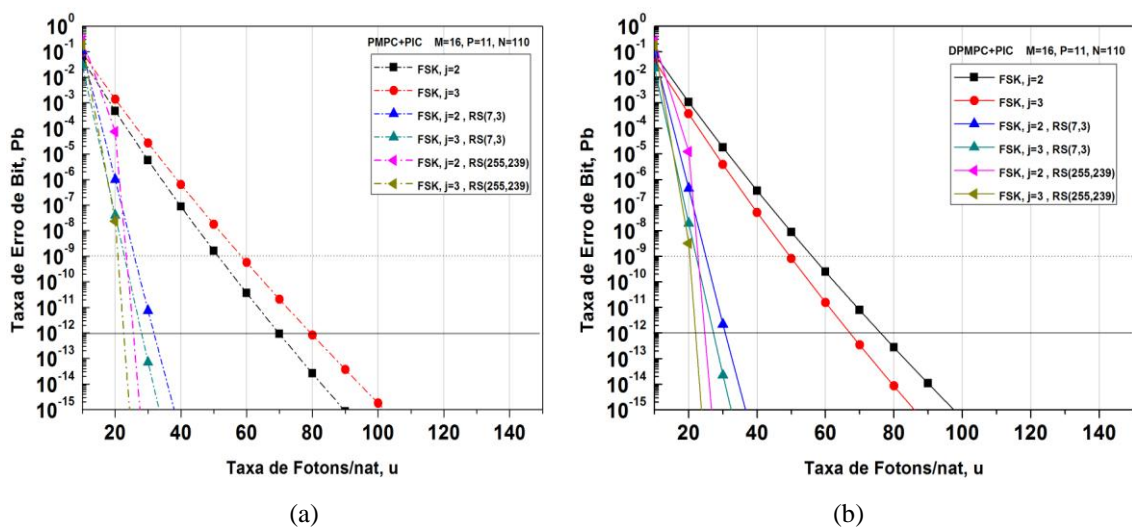 PMPC+PIC M=16, P=11, N=110
FSK, j=2
FSK, j=3
FSK, j=2 , RS(7,3)
FSK, j=3 , RS(7,3)
FSK, j=2 , RS(255,239)
FSK, j=3 , RS(255,239)
Taxa de Erro de Bit, Pb
10^0
10^-1
10^-2
10^-3
10^-4
10^-5
10^-6
10^-7
10^-8
10^-9
10^-10
10^-11
10^-12
10^-13
10^-14
10^-15
20 40 60 80 100 120 140
Taxa de Fotons/nat, u
(a)
DPMPC+PIC M=16, P=11, N=110
FSK, j=2
FSK, j=3
FSK, j=2 , RS(7,3)
FSK, j=3 , RS(7,3)
FSK, j=2 , RS(255,239)
FSK, j=3 , RS(255,239)
Taxa de Erro de Bit, Pb
10^0
10^-1
10^-2
10^-3
10^-4
10^-5
10^-6
10^-7
10^-8
10^-9
10^-10
10^-11
10^-12
10^-13
10^-14
10^-15
20 40 60 80 100 120 140
Taxa de Fotons/nat, u
(b)